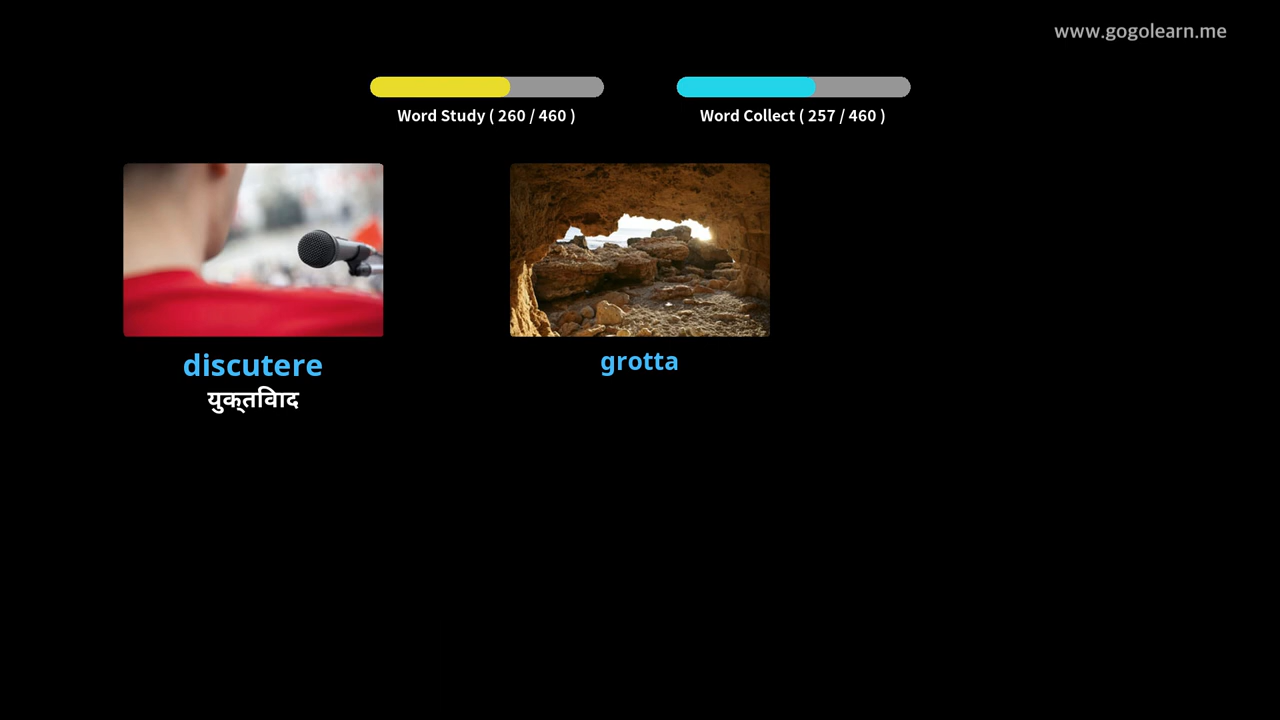 www.gogolearn.me
Word Study ( 260 / 460 )
Word Collect ( 257 / 460 )
discutere
युक्तिवाद
grotta